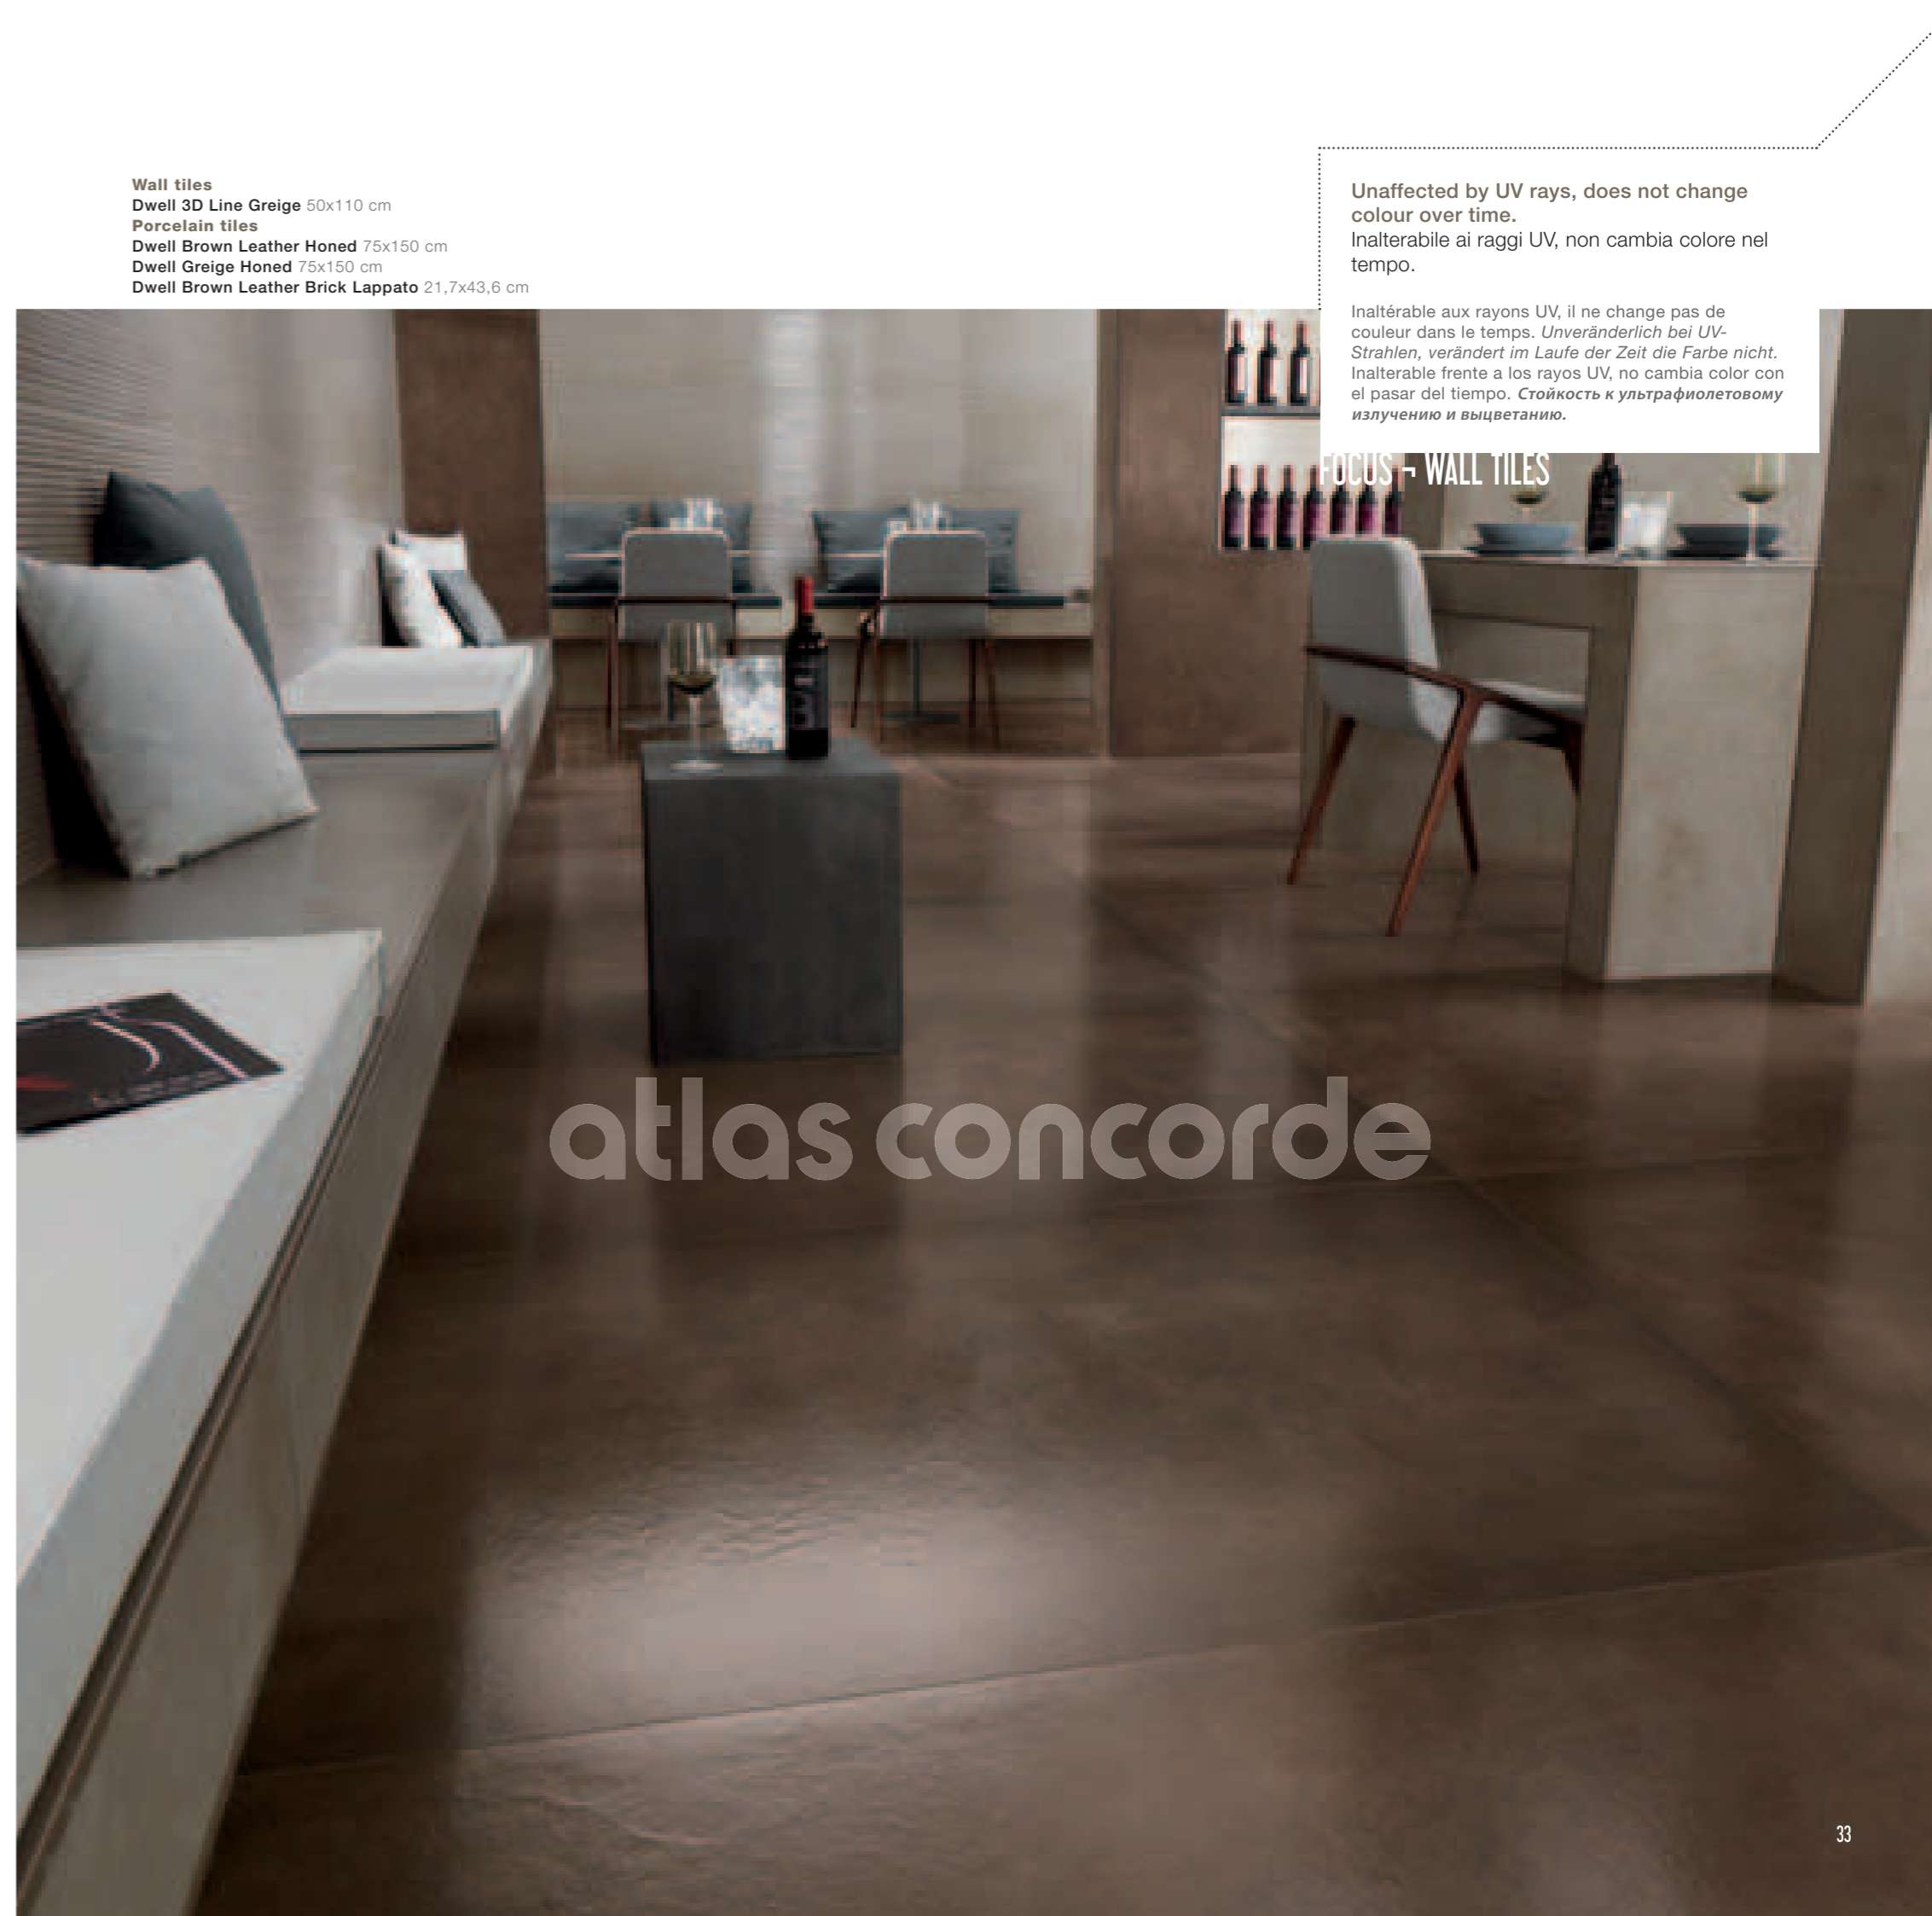 Wall tiles
Dwell 3D Line Greige 50x110 cm
Porcelain tiles
Dwell Brown Leather Honed 75x150 cm
Dwell Greige Honed 75x150 cm
Dwell Brown Leather Brick Lappato 21,7x43,6 cm
Unaffected by UV rays, does not change
colour over time.
Inalterabile ai raggi UV, non cambia colore nel
tempo.
Inaltérable aux rayons UV, il ne change pas de
couleur dans le temps. Unveränderlich bei UV-
Strahlen, verändert im Laufe der Zeit die Farbe nicht.
Inalterable frente a los rayos UV, no cambia color con
el pasar del tiempo. Стойкость к ультрафиолетовому
излучению и выцветанию.
FOCUS ¬ WALL TILES
atlas concorde
33